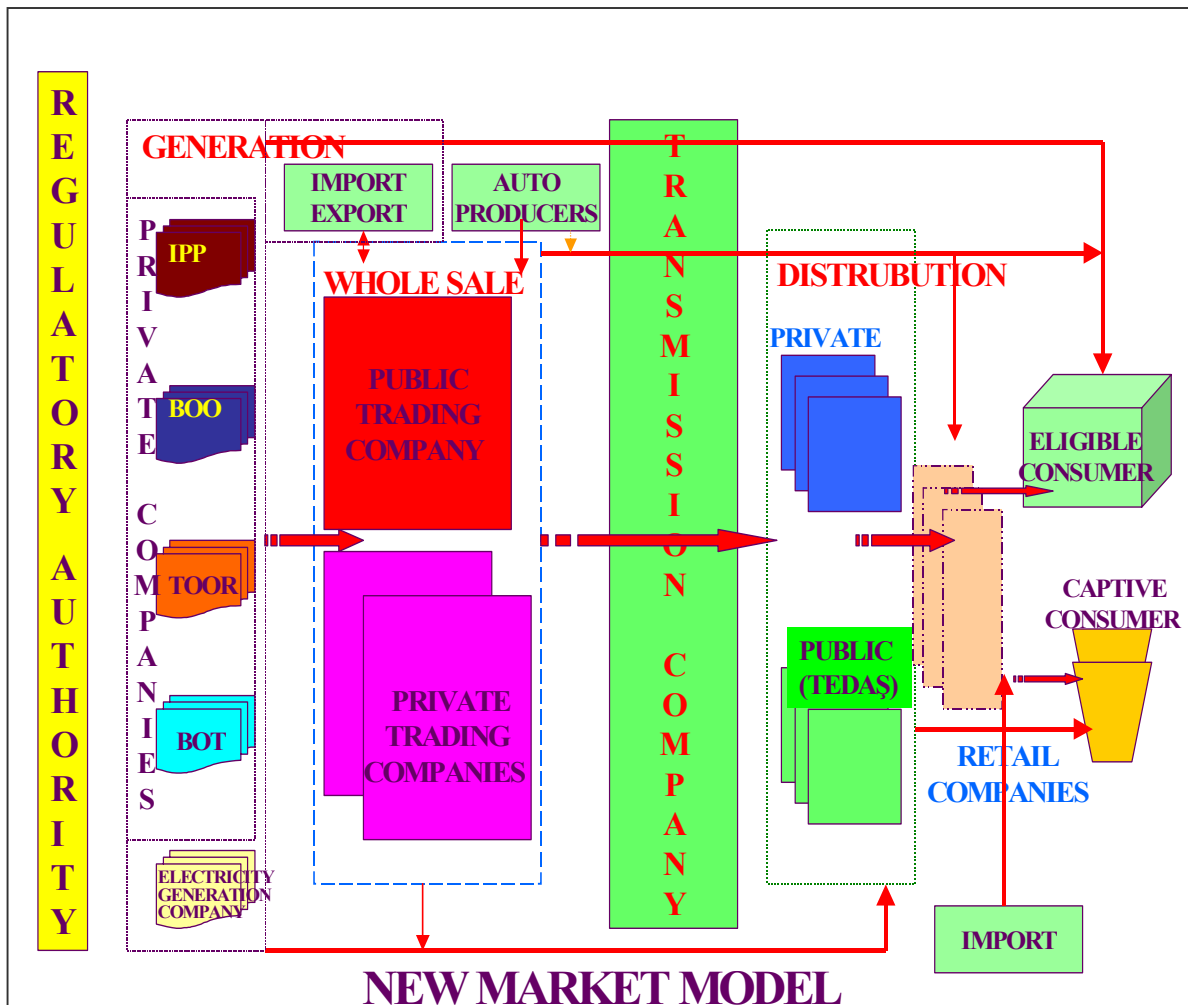 REGULATORY AUTHORITY
GENERATION
PRIVATE COMPANIES
IPP
BOO
TOOR
BOT
ELECTRICITY
GENERATION
COMPANY
IMPORT
EXPORT
AUTO
PRODUCERS
WHOLE SALE
PUBLIC
TRADING
COMPANY
PRIVATE
TRADING
COMPANIES
TRANSMISSION COMPANY
DISTRUBUTION
PRIVATE
PUBLIC
(TEDAŞ)
ELIGIBLE
CONSUMER
CAPTIVE
CONSUMER
RETAIL
COMPANIES
IMPORT
NEW MARKET MODEL